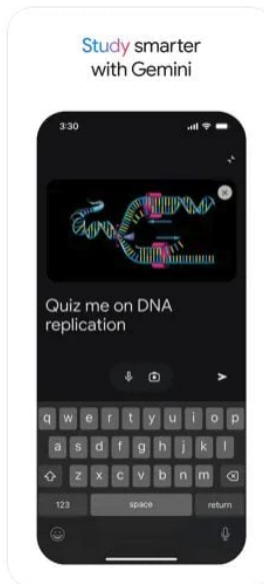 Study smarter
with Gemini
3:30
Quiz me on DNA
replication
q w e r t y u i o p
a s d f g h j k l
z x c v b n m
123 space return